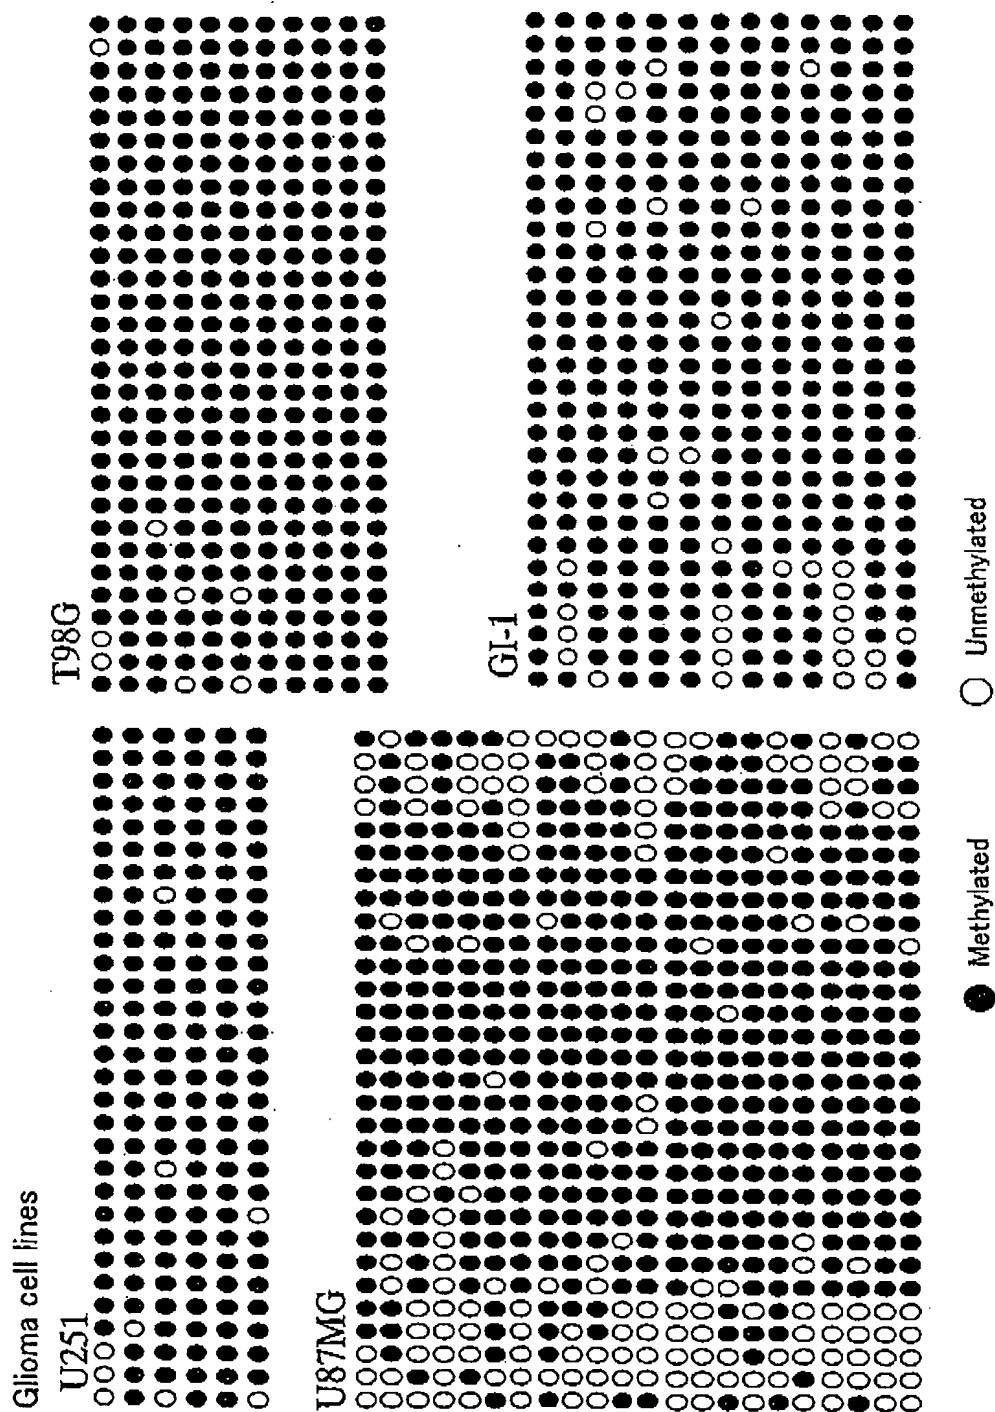 Glioma cell lines
U251
T98G
U87MG
GI-1
Methylated
Unmethylated